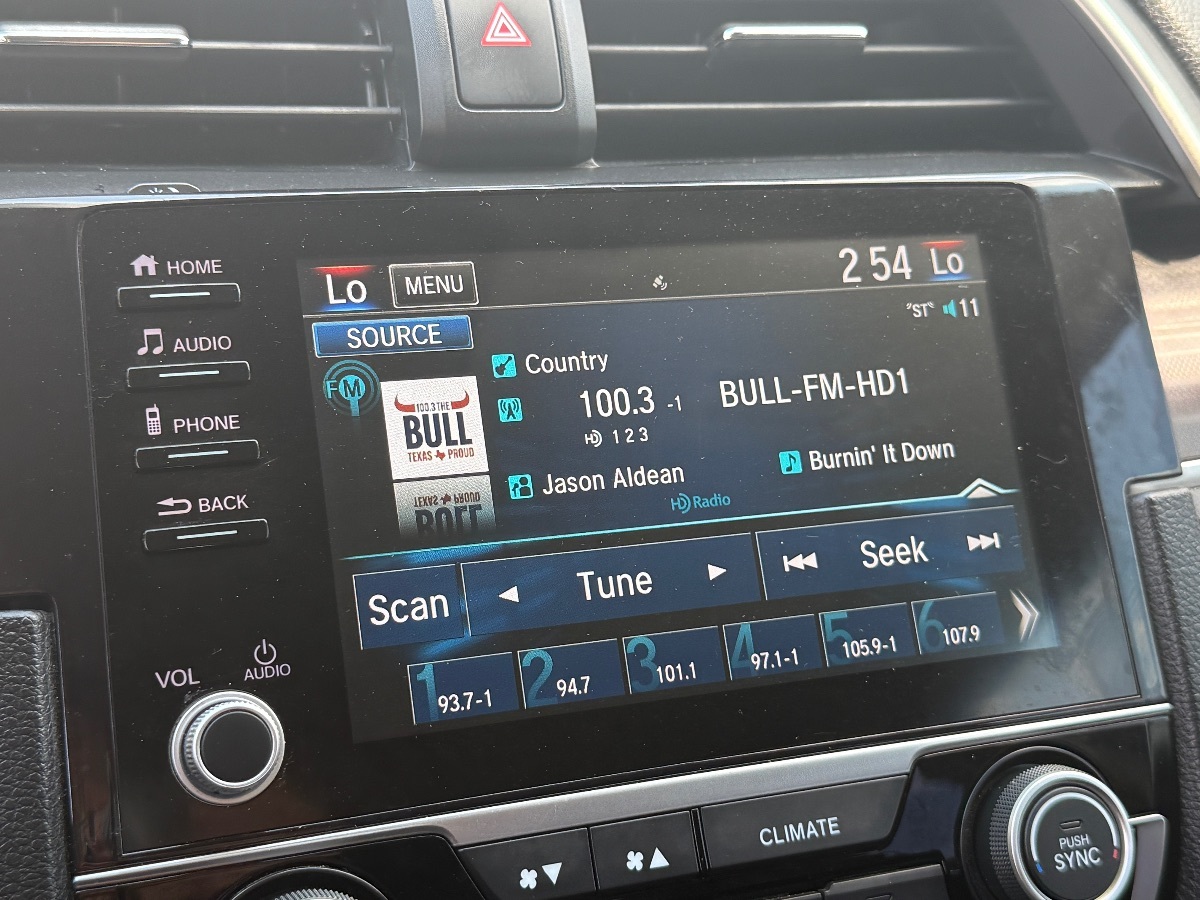 HOME
AUDIO
PHONE
BACK
VOL
AUDIO
Lo
MENU
2 54
Lo
SOURCE
"ST"
11
FM
100.3 THE
BULL
TEXAS PROUD
Country
100.3 -1
BULL-FM-HD1
HD 1 2 3
Jason Aldean
Burnin' It Down
HD Radio
Scan
Tune
Seek
1 93.7-1
2 94.7
3 101.1
4 97.1-1
5 105.9-1
6 107.9
CLIMATE
PUSH
SYNC